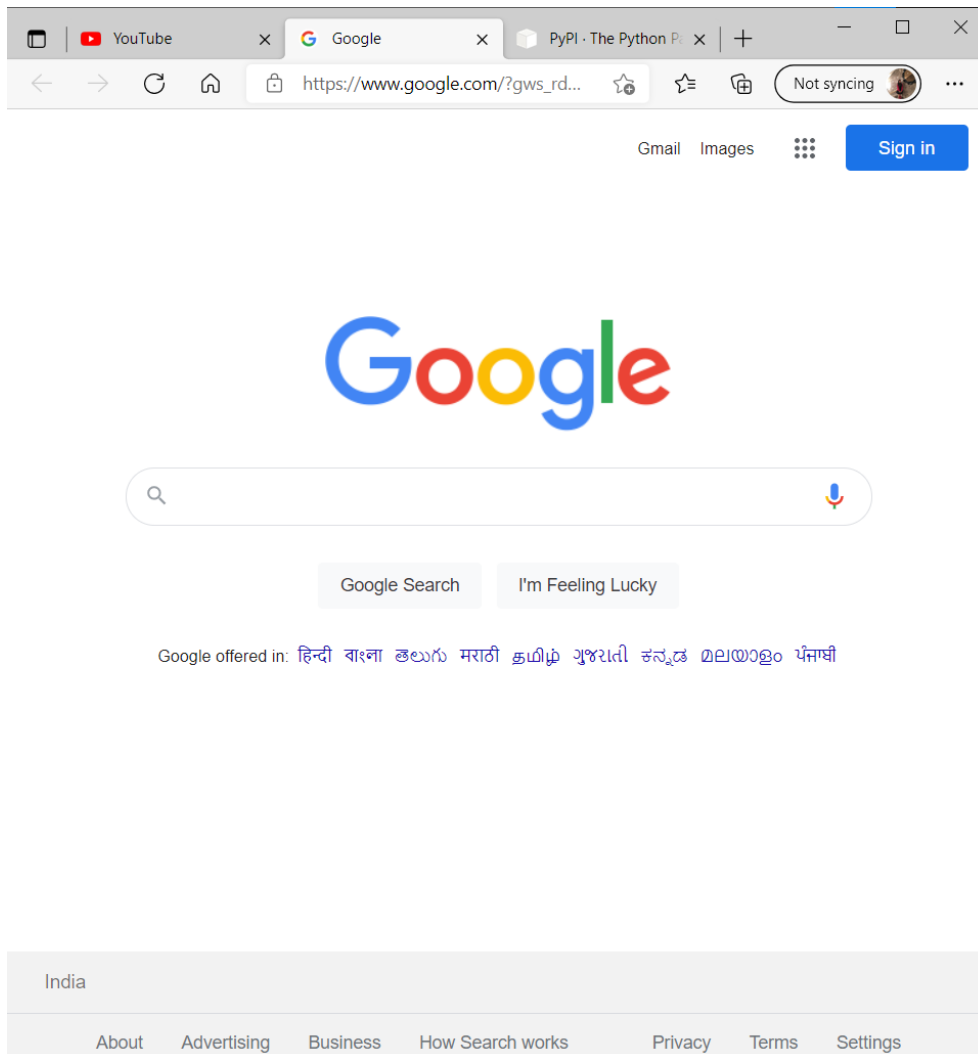 YouTube Google PyPI · The Python Pa
https://www.google.com/?gws_rd... Not syncing
Gmail Images Sign in
Google
Google Search I'm Feeling Lucky
Google offered in: हिन्दी বাংলা తెలుగు मराठी தமிழ் ગુજરાતી ಕನ್ನಡ മലയാളം ਪੰਜਾਬੀ
India
About Advertising Business How Search works Privacy Terms Settings